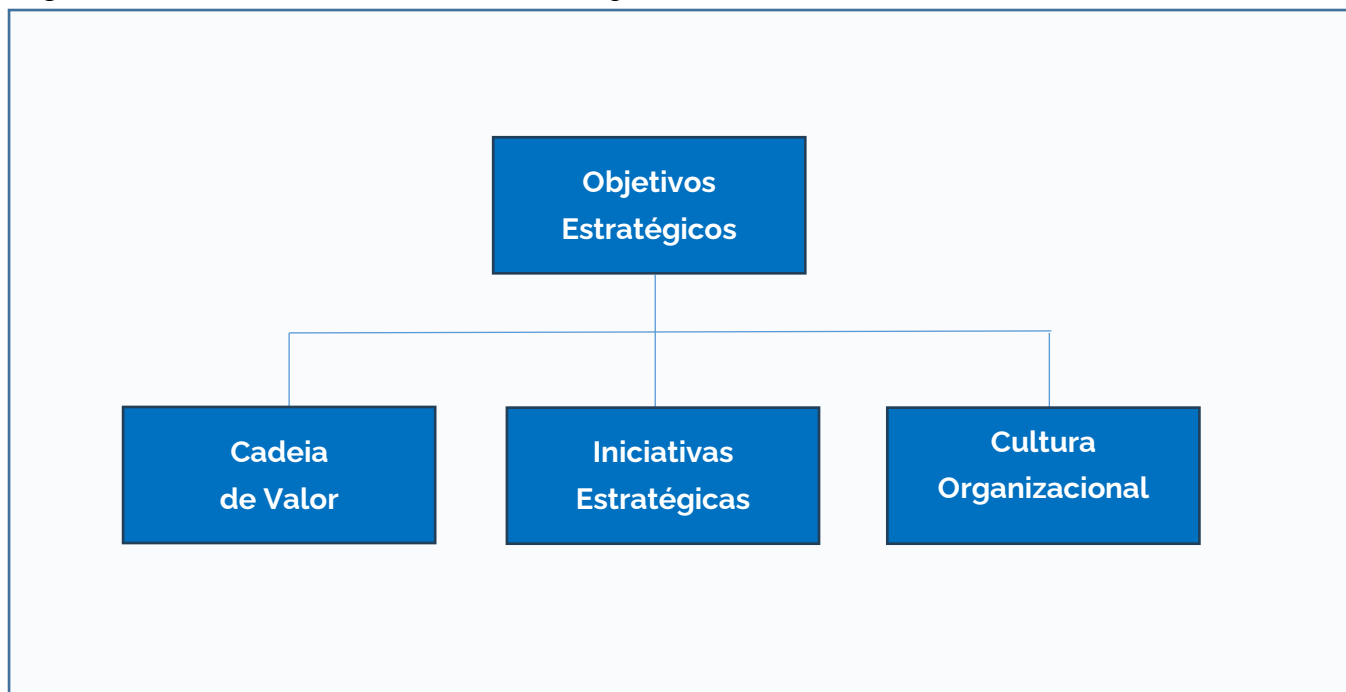 Objetivos
Estratégicos
Cadeia
de Valor
Iniciativas
Estratégicas
Cultura
Organizacional